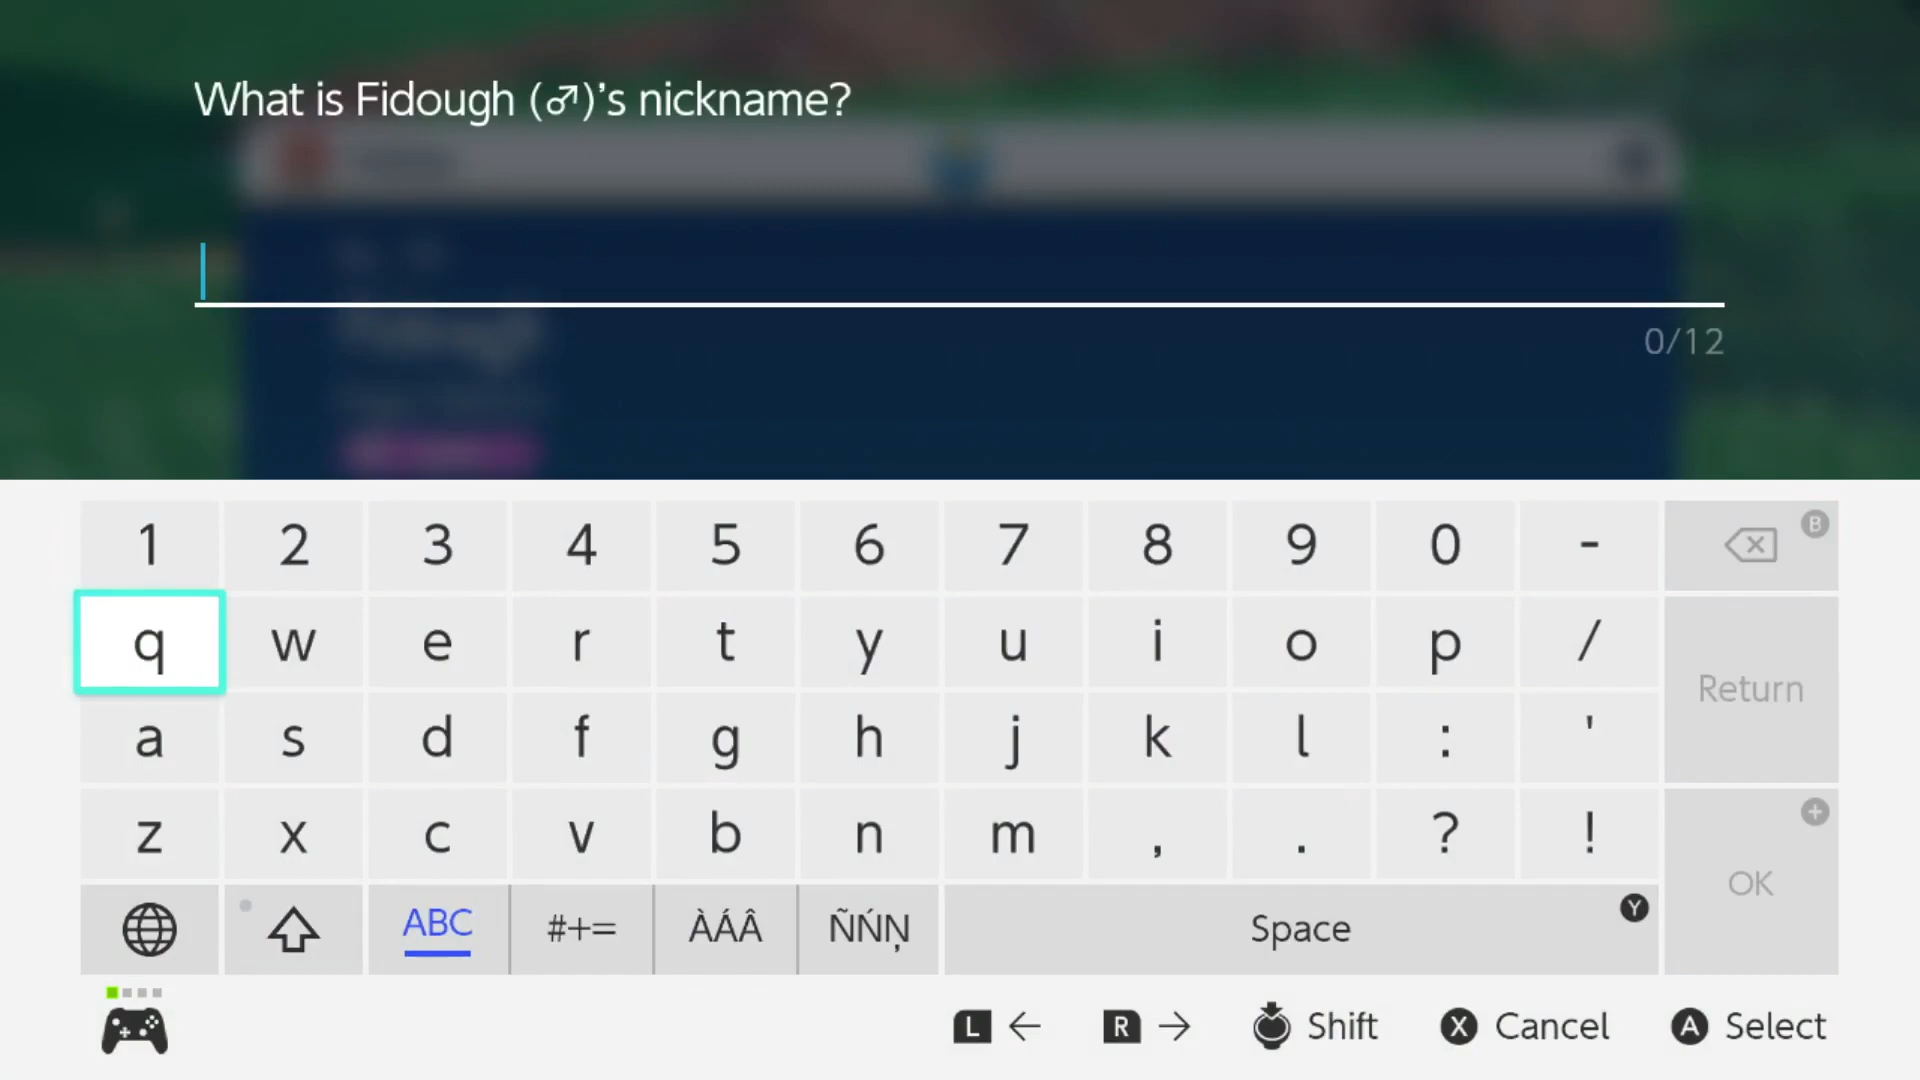 What is Fidough (♂)'s nickname?
0/12
1 2 3 4 5 6 7 8 9 0 - B
q w e r t y u i o p /
Return
a s d f g h j k l : '
z x c v b n m , . ? ! +
OK
ABC #+= ÀÁÂ ÑŃŅ Space Y
L ← R → Shift X Cancel A Select